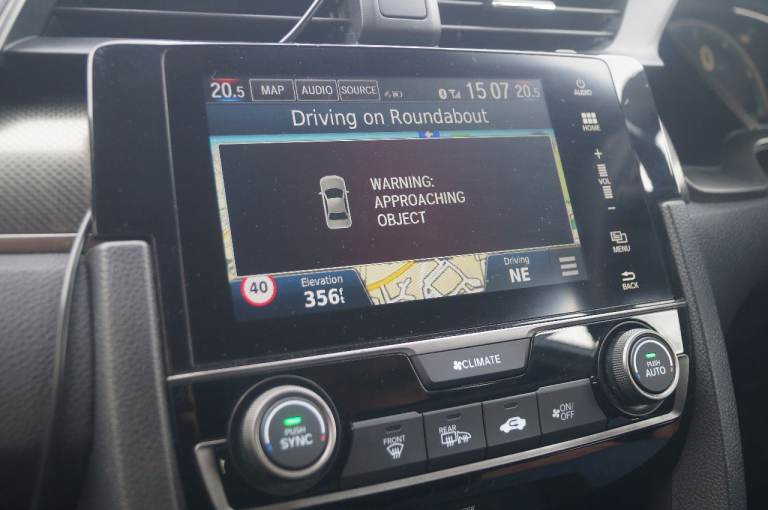 20.5 MAP AUDIO SOURCE 15 07 20.5
Driving on Roundabout
WARNING:
APPROACHING
OBJECT
40
Elevation
356ft
Driving
NE
AUDIO
HOME
+
VOL
−
MENU
BACK
CLIMATE
PUSH
SYNC
FRONT
REAR
ON/
OFF
PUSH
AUTO